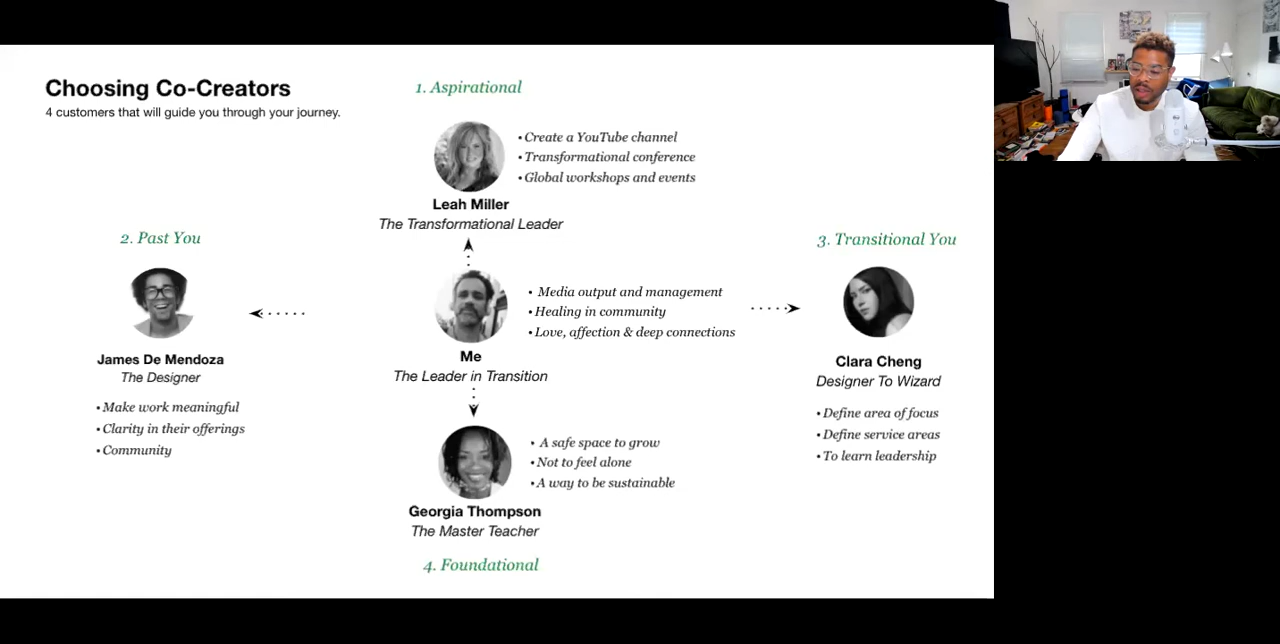 Choosing Co-Creators
4 customers that will guide you through your journey.
1. Aspirational
• Create a YouTube channel
• Transformational conference
• Global workshops and events
Leah Miller
The Transformational Leader
2. Past You
James De Mendoza
The Designer
• Make work meaningful
• Clarity in their offerings
• Community
• Media output and management
• Healing in community
• Love, affection & deep connections
Me
The Leader in Transition
3. Transitional You
Clara Cheng
Designer To Wizard
• Define area of focus
• Define service areas
• To learn leadership
• A safe space to grow
• Not to feel alone
• A way to be sustainable
Georgia Thompson
The Master Teacher
4. Foundational